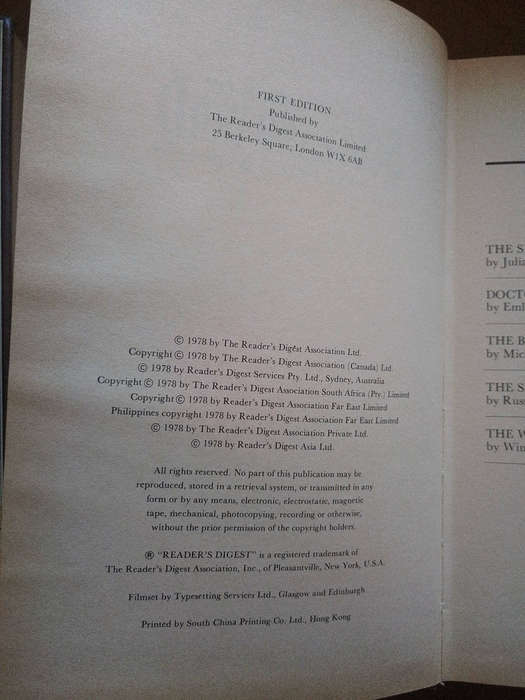 FIRST EDITION
Published by
The Reader's Digest Association Limited
25 Berkeley Square, London W1X 6AB
© 1978 by The Reader's Digest Association Ltd.
Copyright © 1978 by The Reader's Digest Association (Canada) Ltd.
© 1978 by Reader's Digest Services Pty. Ltd., Sydney, Australia
Copyright © 1978 by The Reader's Digest Association South Africa (Pty.) Limited
Copyright © 1978 by Reader's Digest Association Far East Limited
Philippines copyright 1978 by Reader's Digest Association Far East Limited
© 1978 by The Reader's Digest Association Private Ltd.
© 1978 by Reader's Digest Asia Ltd.
All rights reserved. No part of this publication may be
reproduced, stored in a retrieval system, or transmitted in any
form or by any means, electronic, electrostatic, magnetic
tape, mechanical, photocopying, recording or otherwise,
without the prior permission of the copyright holders.
® "READER'S DIGEST" is a registered trademark of
The Reader's Digest Association, Inc., of Pleasantville, New York, U.S.A.
Filmset by Typesetting Services Ltd., Glasgow and Edinburgh
Printed by South China Printing Co. Ltd., Hong Kong
THE S
by Julia
DOCT
by
THE B
by Mic
THE S
by Rus
THE W
by Win